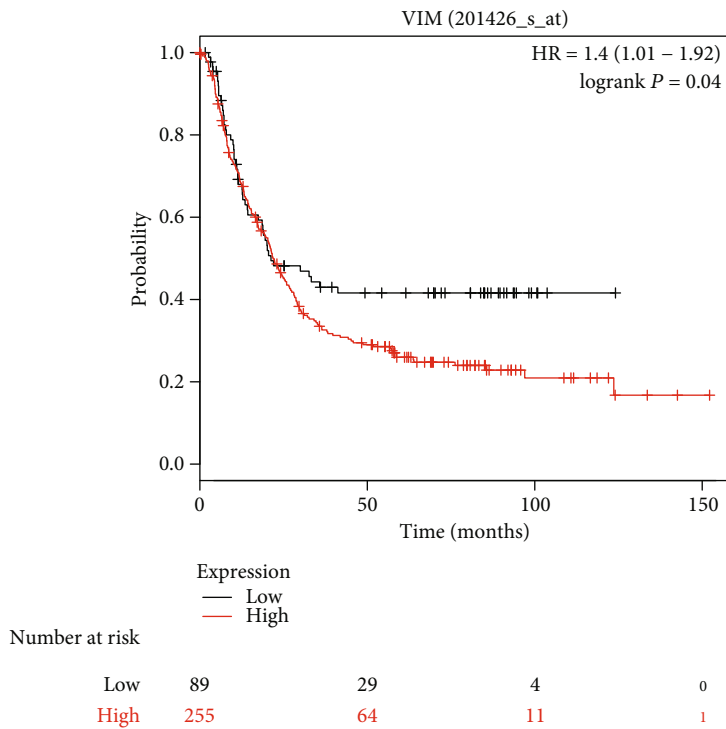 VIM (201426_s_at)
HR = 1.4 (1.01 − 1.92)
logrank P = 0.04
Probability
1.0
0.8
0.6
0.4
0.2
0.0
0 50 100 150
Time (months)
Expression
Low
High
Number at risk
Low 89 29 4 0
High 255 64 11 1